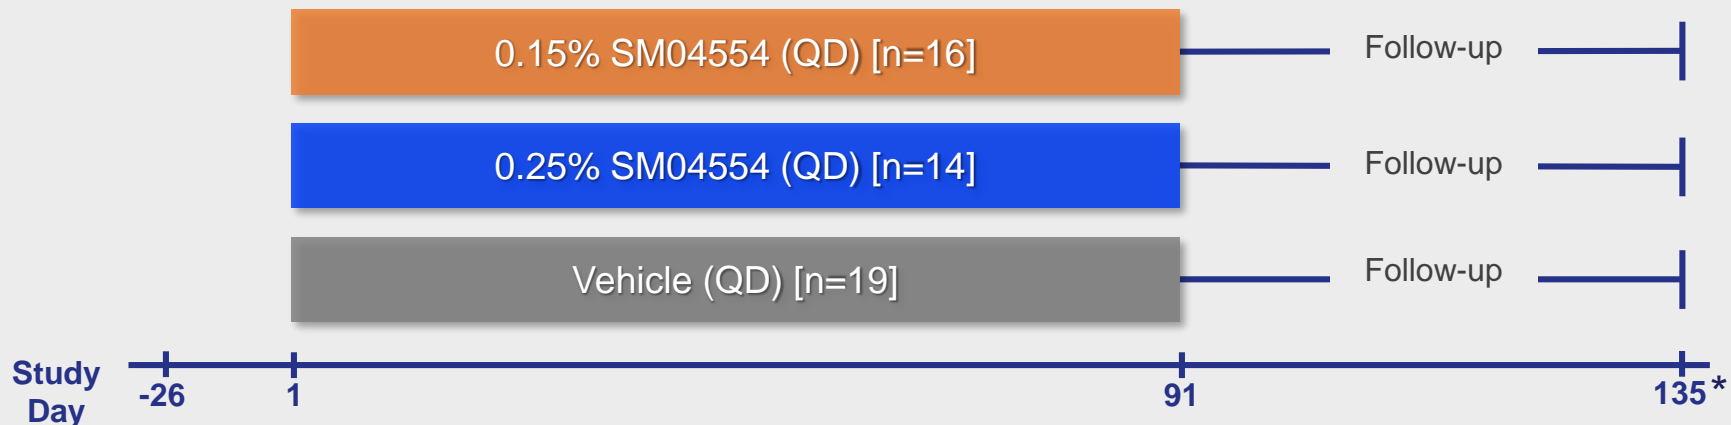 0.15% SM04554 (QD) [n=16]
Follow-up
0.25% SM04554 (QD) [n=14]
Follow-up
Vehicle (QD) [n=19]
Follow-up
Study
Day
-26
1
91
135*